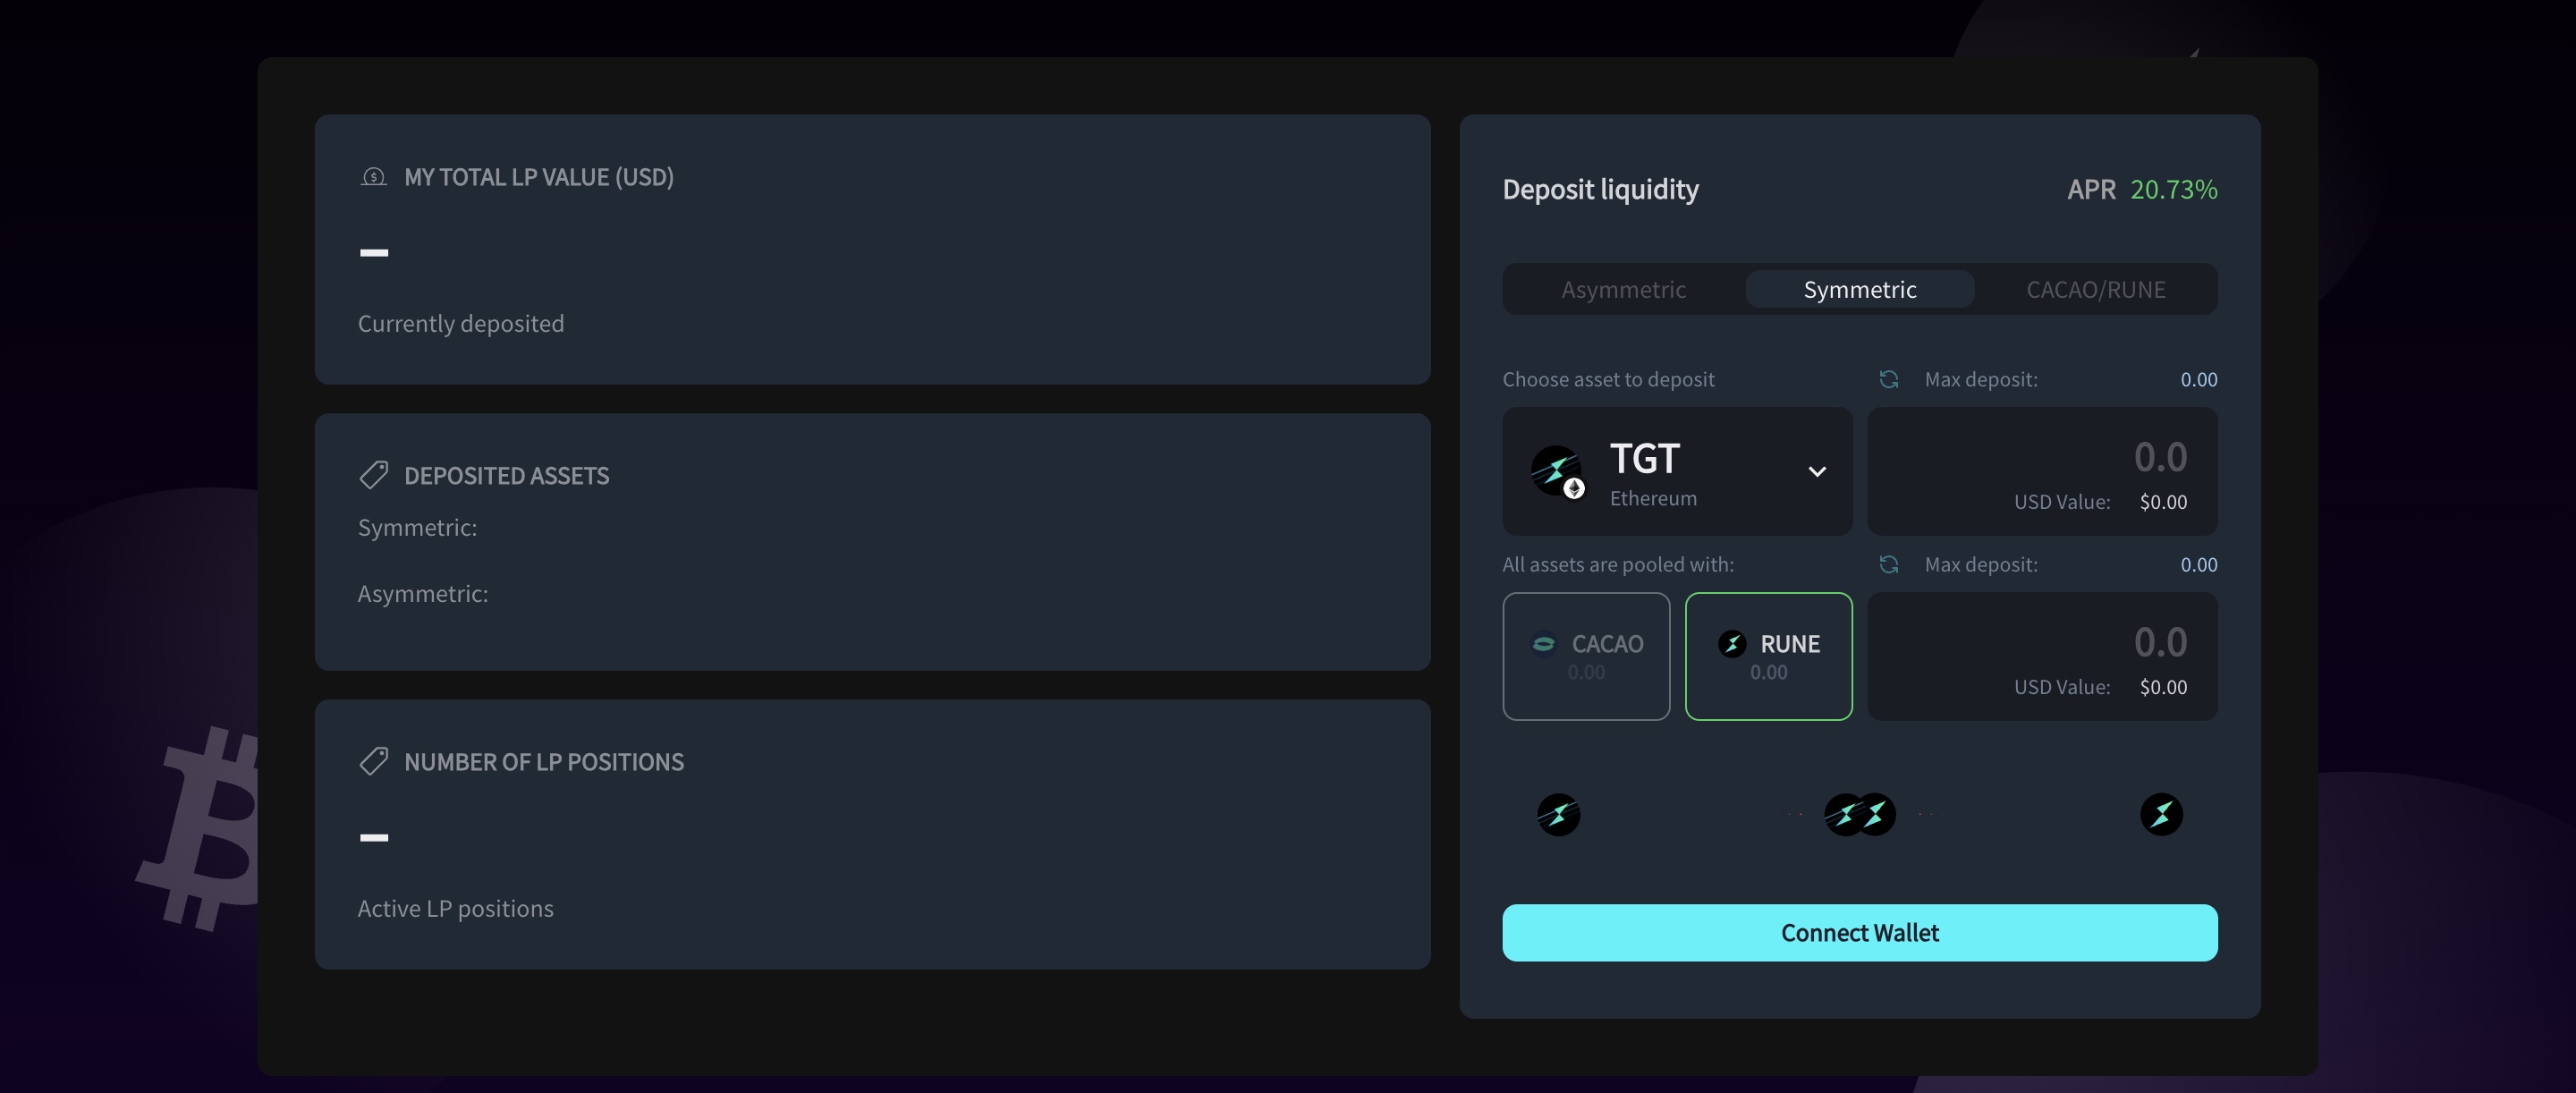 MY TOTAL LP VALUE (USD)
–
Currently deposited
DEPOSITED ASSETS
Symmetric:
Asymmetric:
NUMBER OF LP POSITIONS
–
Active LP positions
Deposit liquidity
APR 20.73%
Asymmetric Symmetric CACAO/RUNE
Choose asset to deposit
Max deposit: 0.00
TGT
Ethereum
0.0
USD Value: $0.00
All assets are pooled with:
Max deposit: 0.00
CACAO
0.00
RUNE
0.00
0.0
USD Value: $0.00
Connect Wallet